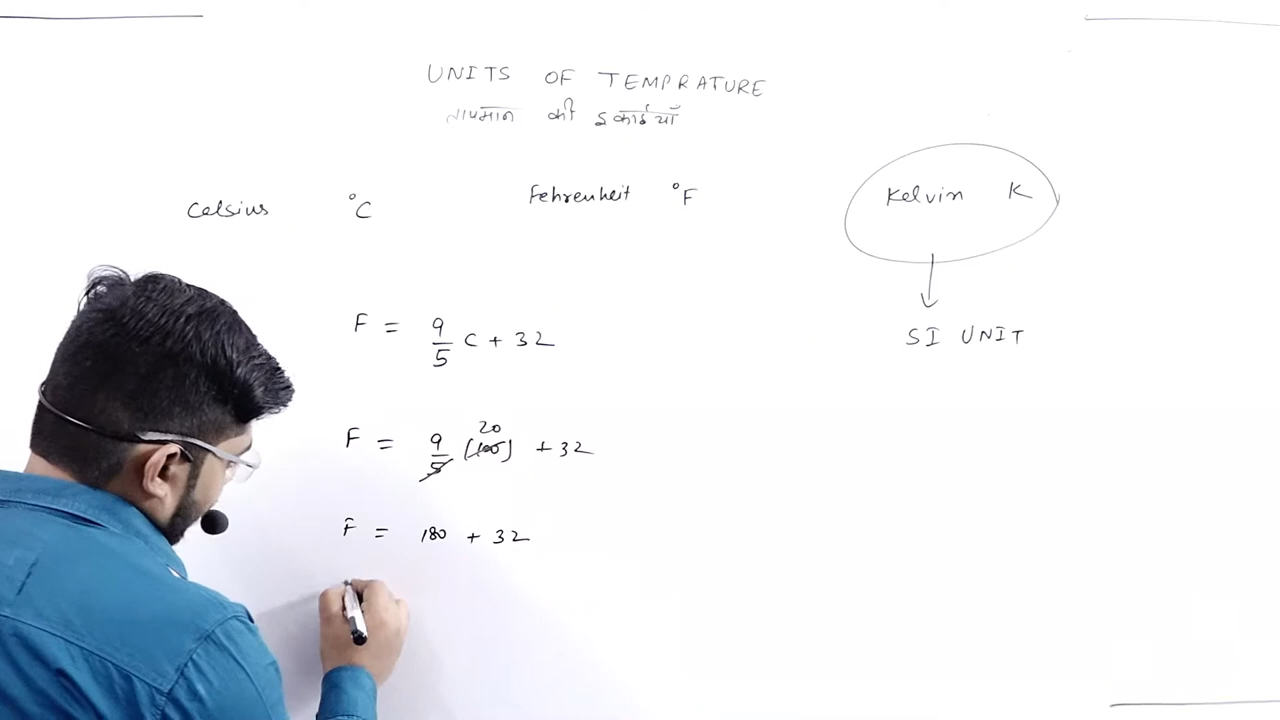 UNITS OF TEMPRATURE
तापमान की इकाईयाँ
Celsius °C
Fehrenheit °F
Kelvin K
SI UNIT
F = 9/5 C + 32
F = 9/5 (100) 20 + 32
F = 180 + 32